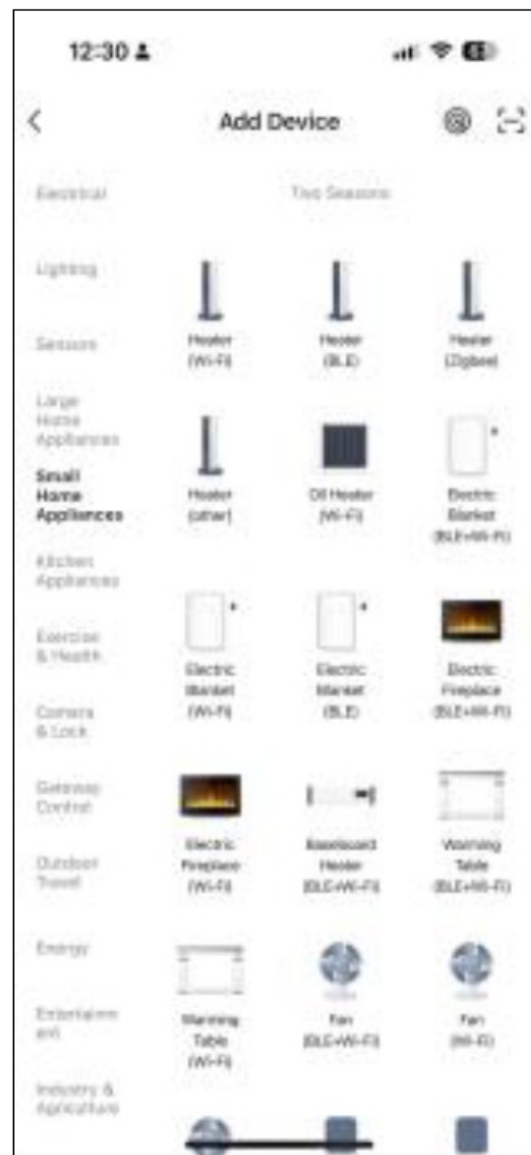 12:30
Add Device
Electrical
Two Seasons
Lighting
Sensors
Large
Home
Appliances
Small
Home
Appliances
Kitchen
Appliances
Exercise
& Health
Camera
& Lock
Gateway
Control
Outdoor
Travel
Energy
Entertainm
ent
Industry &
Agriculture
Heater
(Wi-Fi)
Heater
(BLE)
Heater
(Zigbee)
Heater
(other)
Oil Heater
(Wi-Fi)
Electric
Blanket
(BLE+Wi-Fi)
Electric
Blanket
(Wi-Fi)
Electric
Blanket
(BLE)
Electric
Fireplace
(BLE+Wi-Fi)
Electric
Fireplace
(Wi-Fi)
Baseboard
Heater
(BLE+Wi-Fi)
Warming
Table
(BLE+Wi-Fi)
Warming
Table
(Wi-Fi)
Fan
(BLE+Wi-Fi)
Fan
(Wi-Fi)